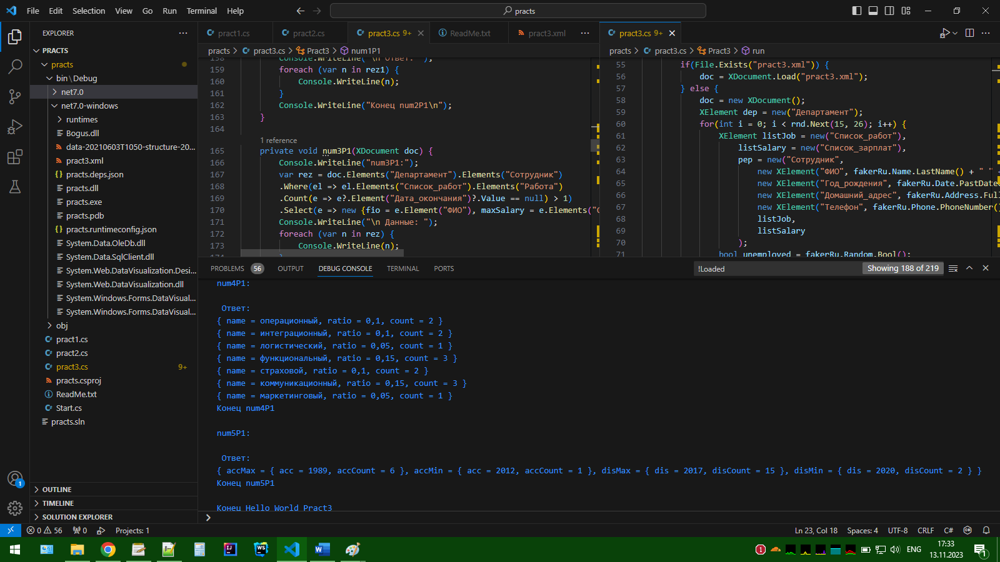 File Edit Selection View Go Run Terminal Help
practs
EXPLORER
PRACTS
practs
bin\Debug
net7.0
net7.0-windows
runtimes
Bogus.dll
data-20210603T1050-structure-20...
pract3.xml
practs.deps.json
practs.dll
practs.exe
practs.pdb
practs.runtimeconfig.json
System.Data.OleDb.dll
System.Data.SqlClient.dll
System.Web.DataVisualization.Desi...
System.Web.DataVisualization.dll
System.Windows.Forms.DataVisual...
System.Windows.Forms.DataVisual...
obj
pract1.cs
pract2.cs
pract3.cs 9+
practs.csproj
ReadMe.txt
Start.cs
practs.sln
OUTLINE
TIMELINE
SOLUTION EXPLORER
pract1.cs pract2.cs pract3.cs 9+ ReadMe.txt pract3.xml
practs > pract3.cs > Pract3 > num1P1
158 Console.WriteLine("\n Ответ: ");
159 foreach (var n in rez1) {
160 Console.WriteLine(n);
161 }
162 Console.WriteLine("Конец num2P1\n");
163 }
164
1 reference
165 private void num3P1(XDocument doc) {
166 Console.WriteLine("num3P1:");
167 var rez = doc.Elements("Департамент").Elements("Сотрудник")
168 .Where(el => el.Elements("Список_работ").Elements("Работа")
169 .Count(e => e?.Element("Дата_окончания")?.Value == null) > 1)
170 .Select(e => new {fio = e.Element("ФИО"), maxSalary = e.Elements("С
171 Console.WriteLine("\n Данные: ");
172 foreach (var n in rez) {
173 Console.WriteLine(n);
174 }
pract3.cs 9+
practs > pract3.cs > Pract3 > run
55 if(File.Exists("pract3.xml")) {
56 doc = XDocument.Load("pract3.xml");
57 } else {
58 doc = new XDocument();
59 XElement dep = new("Департамент");
60 for(int i = 0; i < rnd.Next(15, 26); i++) {
61 XElement listJob = new("Список_работ"),
62 listSalary = new("Список_зарплат"),
63 pep = new("Сотрудник",
64 new XElement("ФИО", fakerRu.Name.LastName() + " " +
65 new XElement("Год_рождения", fakerRu.Date.PastDateO
66 new XElement("Домашний_адрес", fakerRu.Address.Full
67 new XElement("Телефон", fakerRu.Phone.PhoneNumber()
68 listJob,
69 listSalary
70 );
71 bool unemployed = fakerRu.Random.Bool();
PROBLEMS 56 OUTPUT DEBUG CONSOLE TERMINAL PORTS
!Loaded Showing 188 of 219
num4P1:
Ответ:
{ name = операционный, ratio = 0,1, count = 2 }
{ name = интеграционный, ratio = 0,1, count = 2 }
{ name = логистический, ratio = 0,05, count = 1 }
{ name = функциональный, ratio = 0,15, count = 3 }
{ name = страховой, ratio = 0,1, count = 2 }
{ name = коммуникационный, ratio = 0,15, count = 3 }
{ name = маркетинговый, ratio = 0,05, count = 1 }
Конец num4P1
num5P1:
Ответ:
{ accMax = { acc = 1989, accCount = 6 }, accMin = { acc = 2012, accCount = 1 }, disMax = { dis = 2017, disCount = 15 }, disMin = { dis = 2020, disCount = 2 } }
Конец num5P1
Конец Hello World Pract3
0 56 0 Projects: 1
Ln 23, Col 18 Spaces: 4 UTF-8 CRLF C#
ENG
17:33
13.11.2023